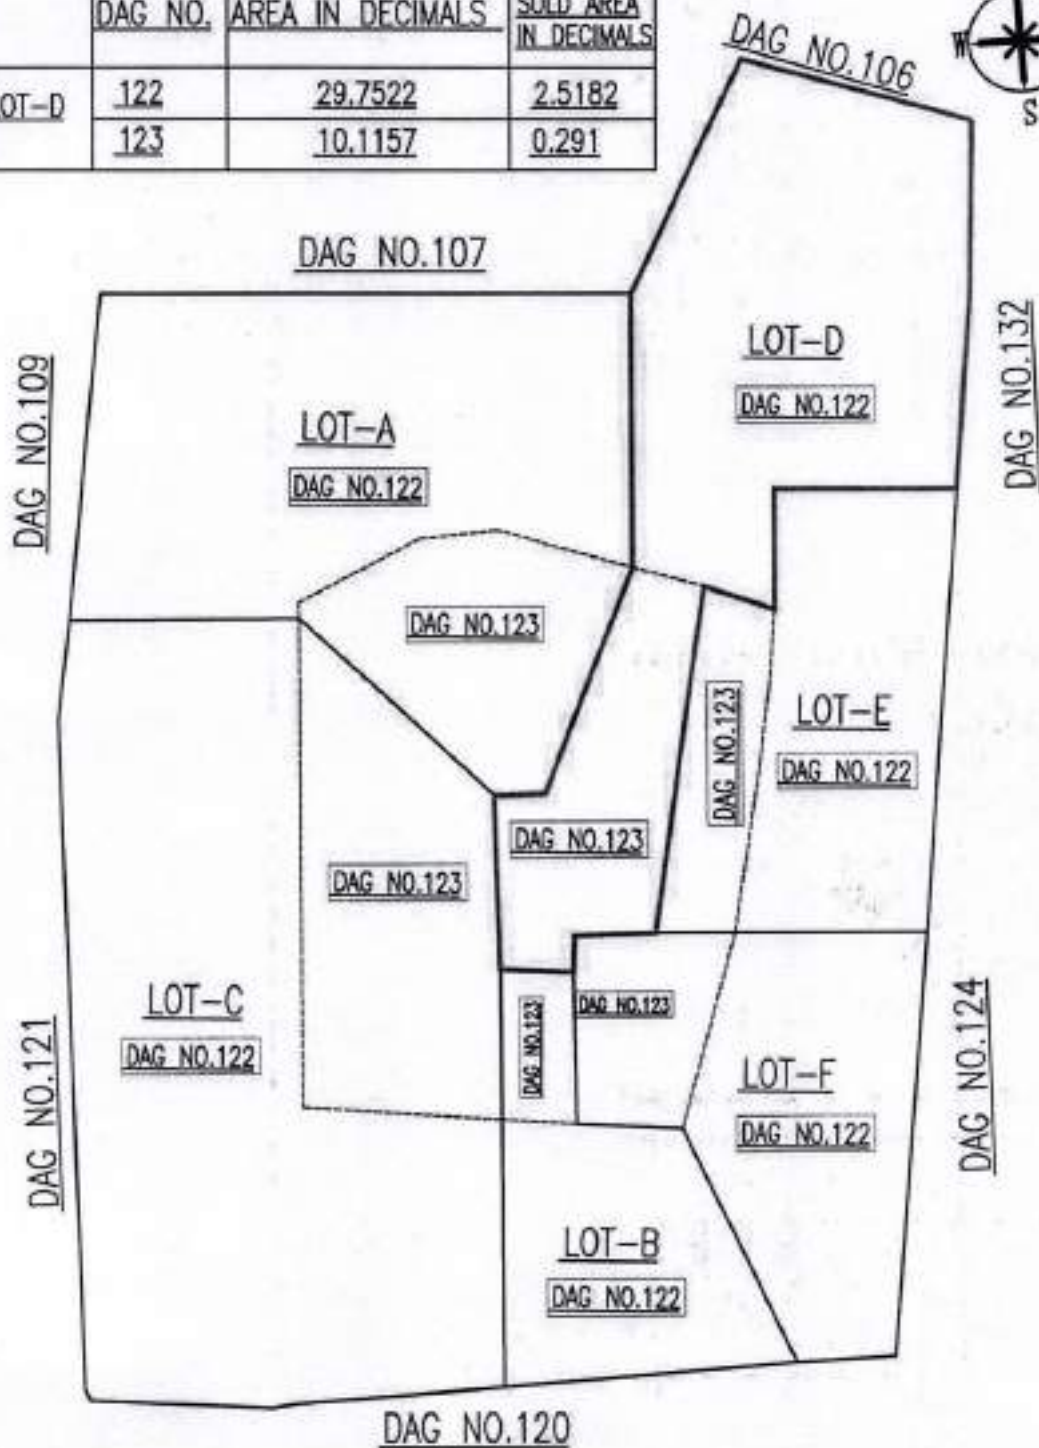 DAG NO. AREA IN DECIMALS SOLD AREA IN DECIMALS
OT-D 122 29.7522 2.5182
123 10.1157 0.291
DAG NO.106
W
S
DAG NO.107
DAG NO.109
DAG NO.132
LOT-D
DAG NO.122
LOT-A
DAG NO.122
DAG NO.123
DAG NO.123
LOT-E
DAG NO.122
DAG NO.123
DAG NO.123
LOT-C
DAG NO.122
DAG NO.123
DAG NO.123
LOT-F
DAG NO.122
DAG NO.121
DAG NO.124
LOT-B
DAG NO.122
DAG NO.120